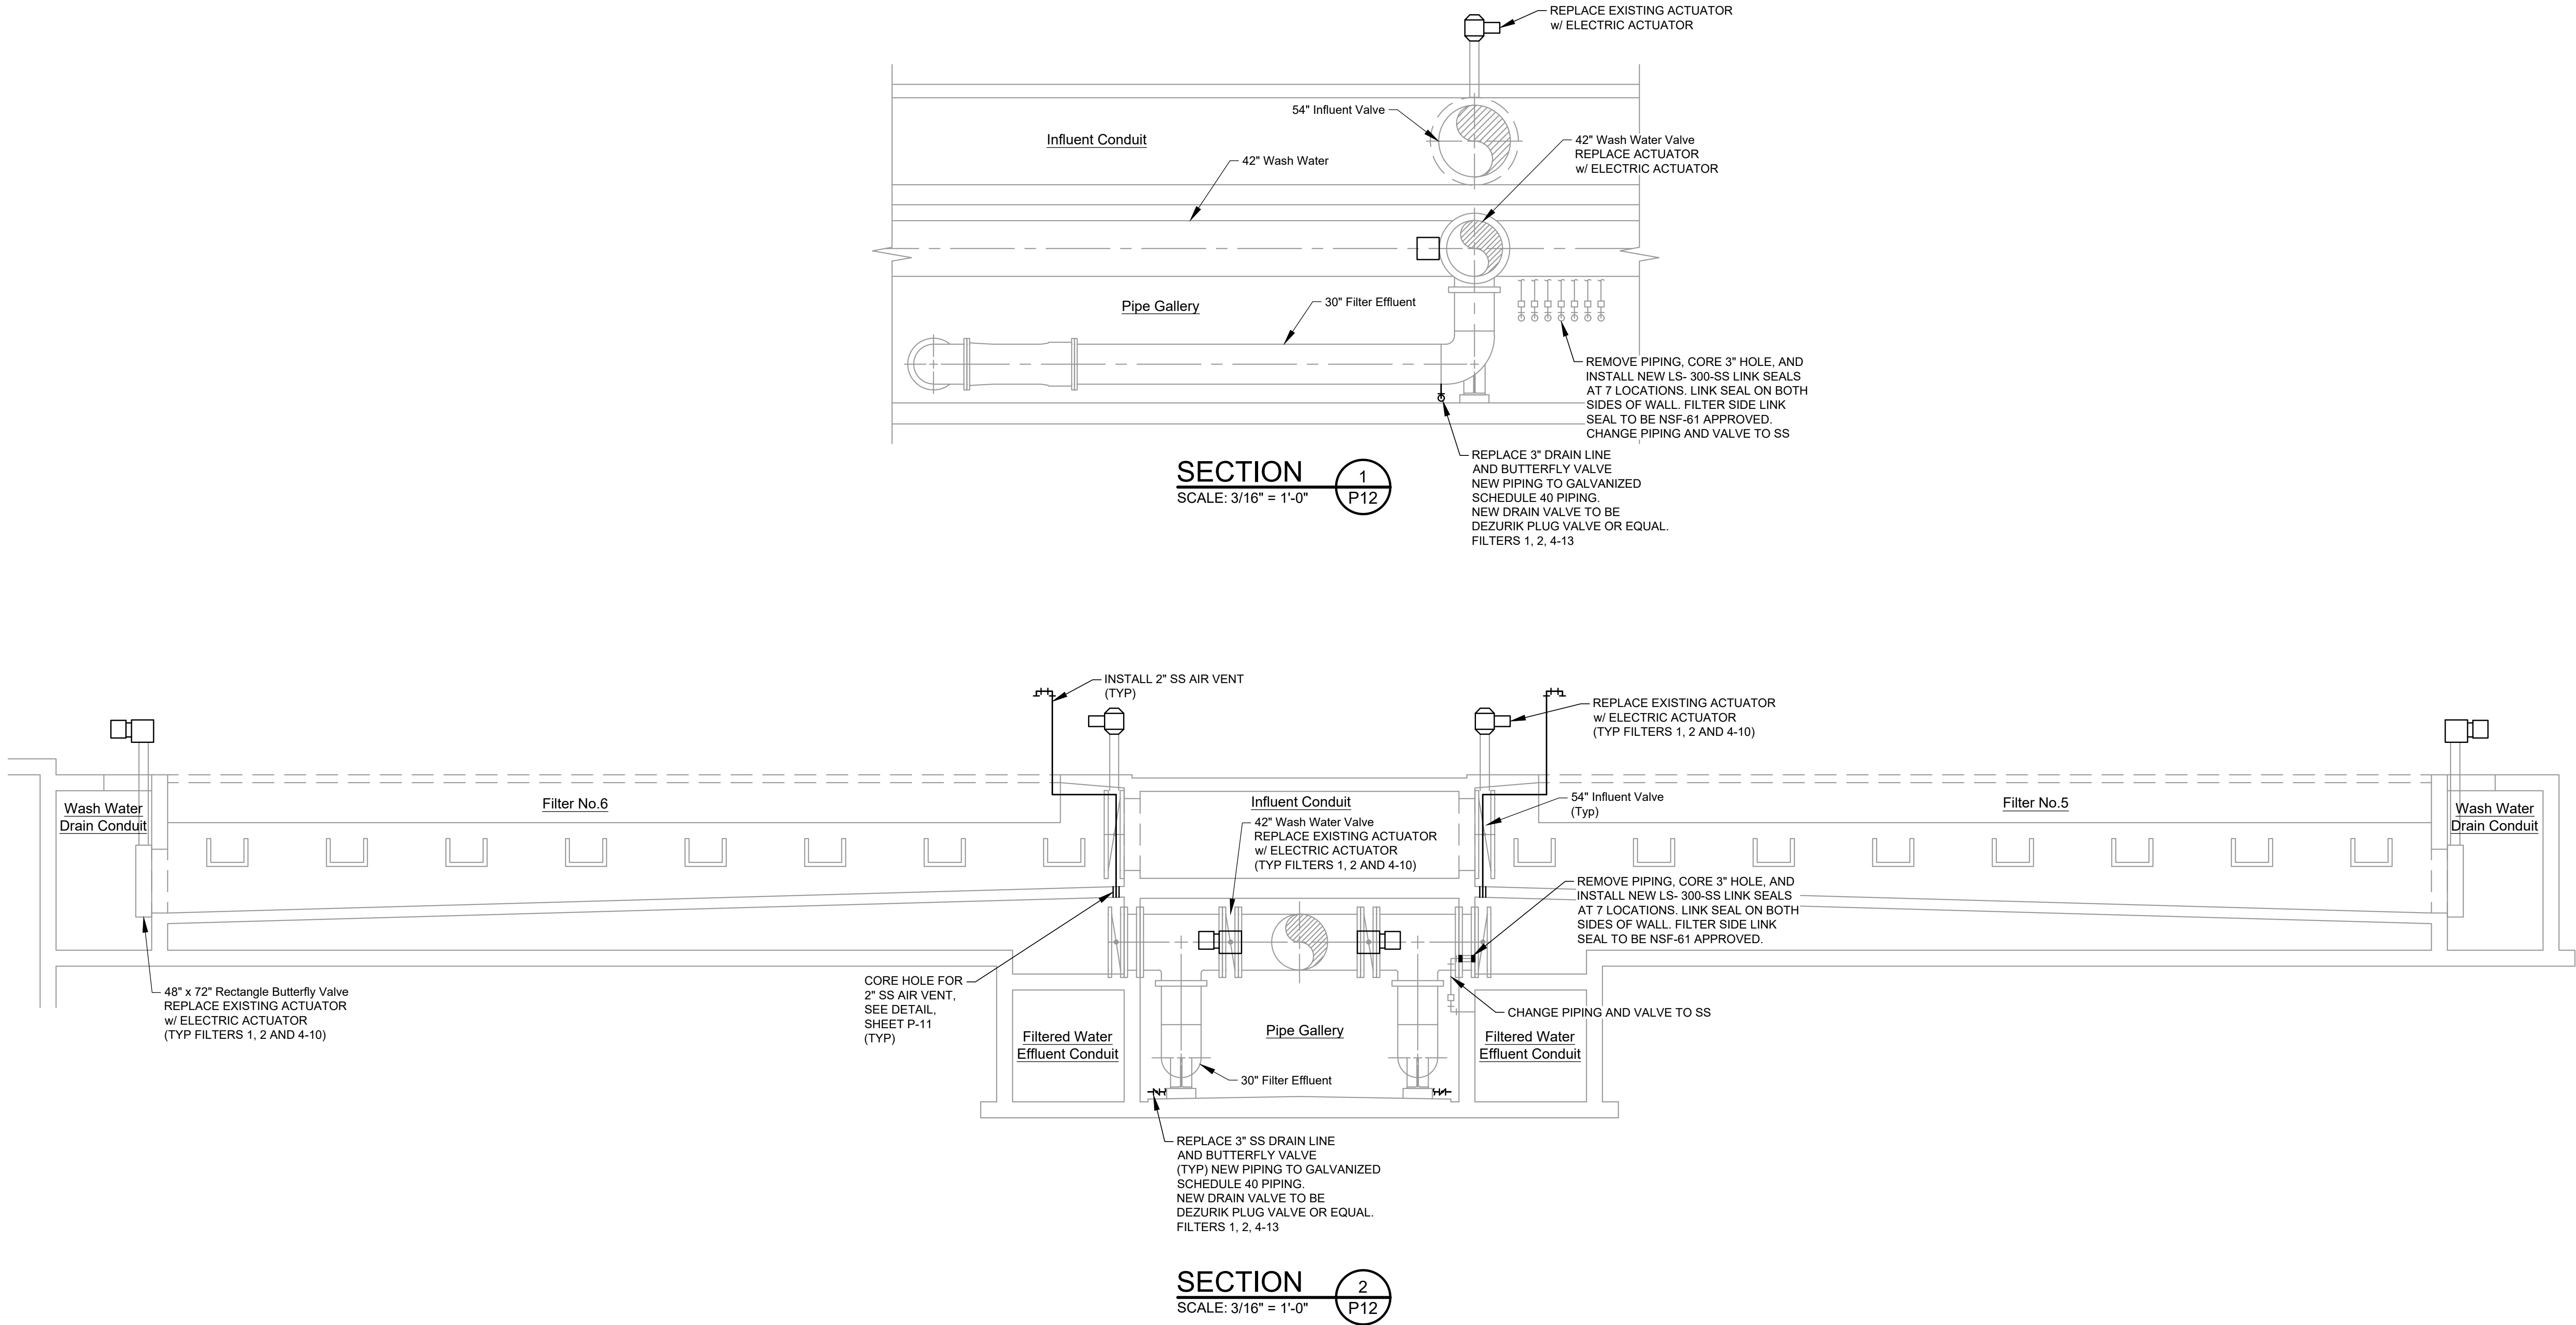 REPLACE EXISTING ACTUATOR
w/ ELECTRIC ACTUATOR
54" Influent Valve
Influent Conduit
42" Wash Water
42" Wash Water Valve
REPLACE ACTUATOR
w/ ELECTRIC ACTUATOR
Pipe Gallery
30" Filter Effluent
REMOVE PIPING, CORE 3" HOLE, AND
INSTALL NEW LS- 300-SS LINK SEALS
AT 7 LOCATIONS. LINK SEAL ON BOTH
SIDES OF WALL. FILTER SIDE LINK
SEAL TO BE NSF-61 APPROVED.
CHANGE PIPING AND VALVE TO SS
REPLACE 3" DRAIN LINE
AND BUTTERFLY VALVE
NEW PIPING TO GALVANIZED
SCHEDULE 40 PIPING.
NEW DRAIN VALVE TO BE
DEZURIK PLUG VALVE OR EQUAL.
FILTERS 1, 2, 4-13
SECTION
SCALE: 3/16" = 1'-0"
1
P12
INSTALL 2" SS AIR VENT
(TYP)
REPLACE EXISTING ACTUATOR
w/ ELECTRIC ACTUATOR
(TYP FILTERS 1, 2 AND 4-10)
Wash Water
Drain Conduit
Filter No.6
Influent Conduit
42" Wash Water Valve
REPLACE EXISTING ACTUATOR
w/ ELECTRIC ACTUATOR
(TYP FILTERS 1, 2 AND 4-10)
54" Influent Valve
(Typ)
Filter No.5
Wash Water
Drain Conduit
REMOVE PIPING, CORE 3" HOLE, AND
INSTALL NEW LS- 300-SS LINK SEALS
AT 7 LOCATIONS. LINK SEAL ON BOTH
SIDES OF WALL. FILTER SIDE LINK
SEAL TO BE NSF-61 APPROVED.
48" x 72" Rectangle Butterfly Valve
REPLACE EXISTING ACTUATOR
w/ ELECTRIC ACTUATOR
(TYP FILTERS 1, 2 AND 4-10)
CORE HOLE FOR
2" SS AIR VENT,
SEE DETAIL,
SHEET P-11
(TYP)
CHANGE PIPING AND VALVE TO SS
Filtered Water
Effluent Conduit
Pipe Gallery
Filtered Water
Effluent Conduit
30" Filter Effluent
REPLACE 3" SS DRAIN LINE
AND BUTTERFLY VALVE
(TYP) NEW PIPING TO GALVANIZED
SCHEDULE 40 PIPING.
NEW DRAIN VALVE TO BE
DEZURIK PLUG VALVE OR EQUAL.
FILTERS 1, 2, 4-13
SECTION
SCALE: 3/16" = 1'-0"
2
P12